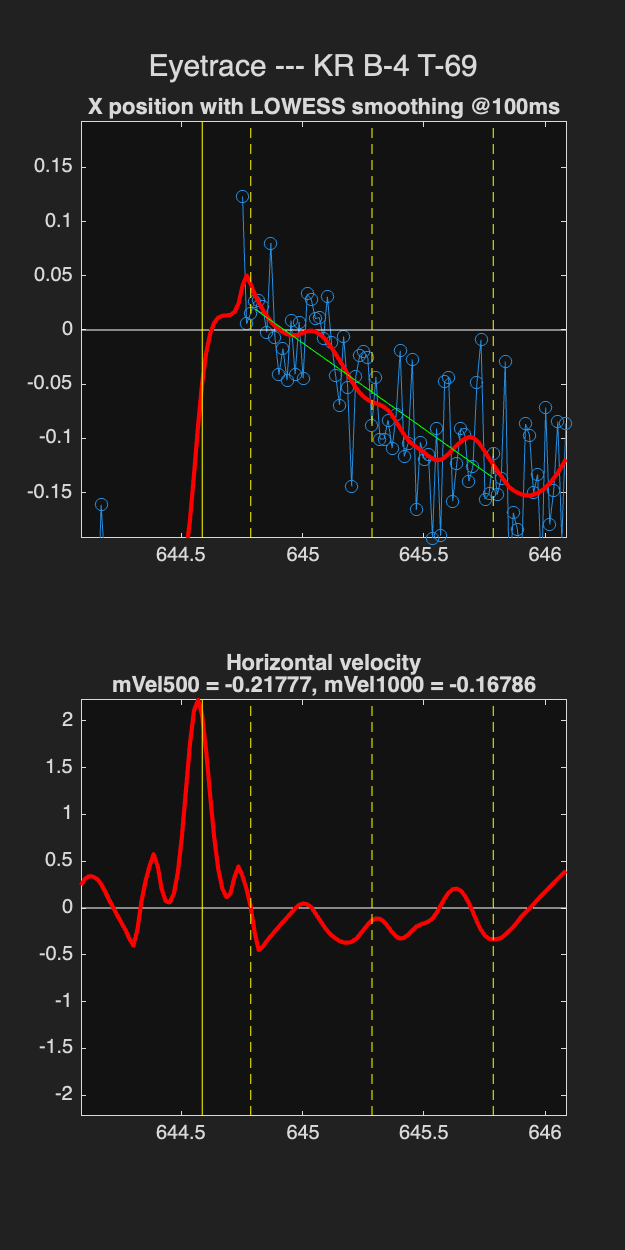 Eyetrace --- KR B-4 T-69
X position with LOWESS smoothing @100ms
0.15
0.1
0.05
0
-0.05
-0.1
-0.15
644.5 645 645.5 646
Horizontal velocity
mVel500 = -0.21777, mVel1000 = -0.16786
2
1.5
1
0.5
0
-0.5
-1
-1.5
-2
644.5 645 645.5 646